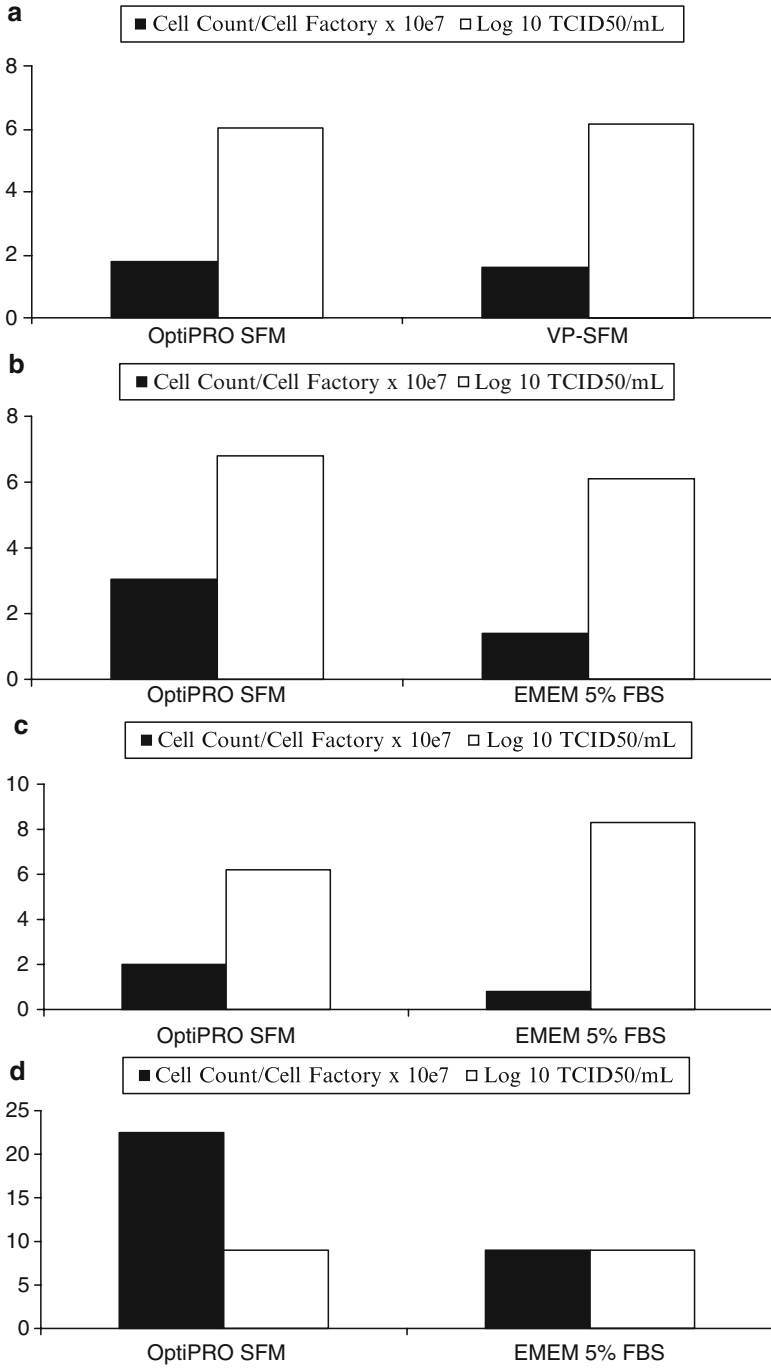 a
■ Cell Count/Cell Factory x 10e7 □ Log 10 TCID50/mL
8
6
4
2
0
OptiPRO SFM VP-SFM
b
■ Cell Count/Cell Factory x 10e7 □ Log 10 TCID50/mL
8
6
4
2
0
OptiPRO SFM EMEM 5% FBS
c
■ Cell Count/Cell Factory x 10e7 □ Log 10 TCID50/mL
10
8
6
4
2
0
OptiPRO SFM EMEM 5% FBS
d
■ Cell Count/Cell Factory x 10e7 □ Log 10 TCID50/mL
25
20
15
10
5
0
OptiPRO SFM EMEM 5% FBS